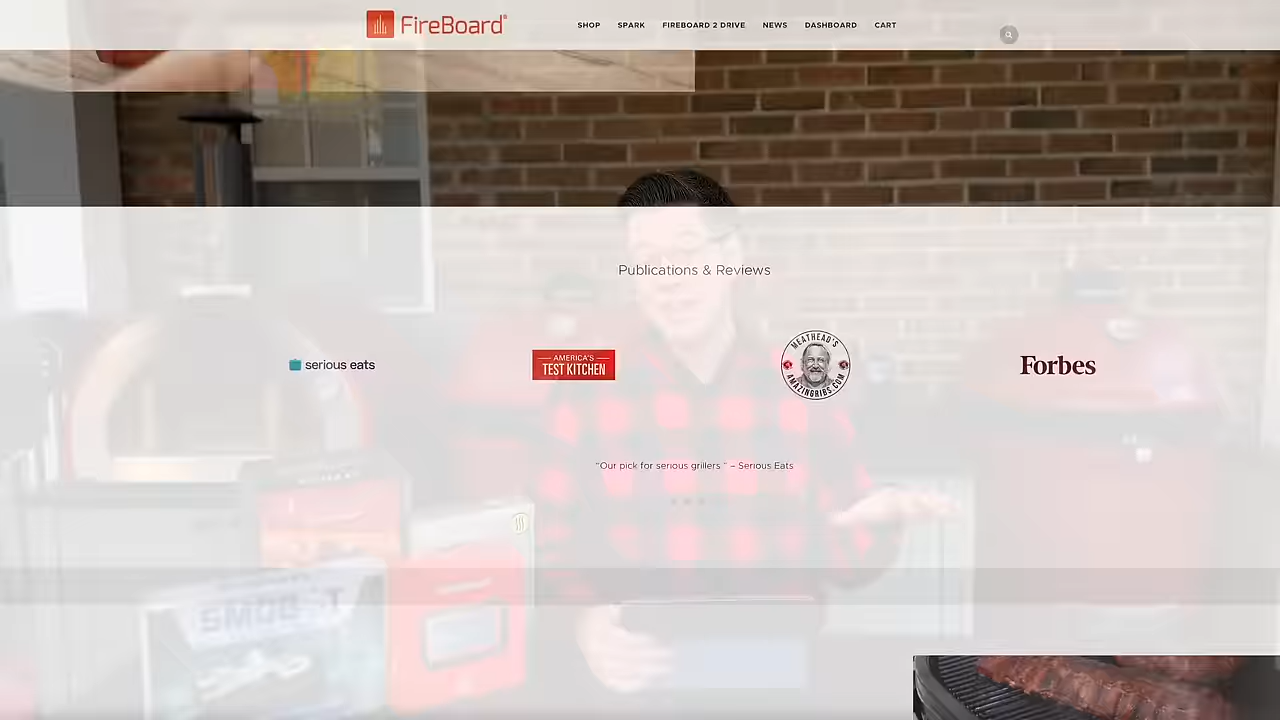 FireBoard®
SHOP SPARK FIREBOARD 2 DRIVE NEWS DASHBOARD CART
Publications & Reviews
serious eats
AMERICA'S
TEST KITCHEN
MEATHEAD'S
AMAZINGRIBS.COM
Forbes
"Our pick for serious grillers " – Serious Eats